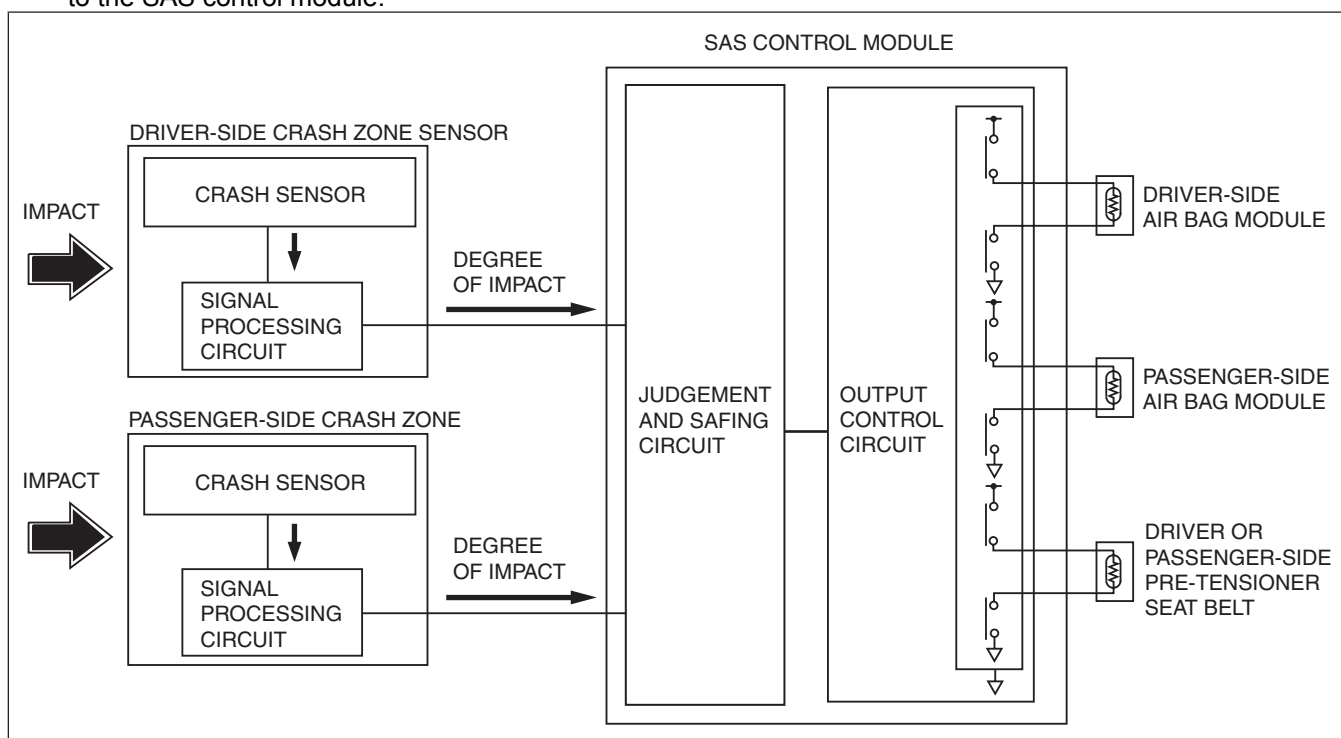 to the SAS control module.
SAS CONTROL MODULE
DRIVER-SIDE CRASH ZONE SENSOR
CRASH SENSOR
IMPACT
SIGNAL
PROCESSING
CIRCUIT
DEGREE
OF IMPACT
PASSENGER-SIDE CRASH ZONE
CRASH SENSOR
IMPACT
SIGNAL
PROCESSING
CIRCUIT
DEGREE
OF IMPACT
JUDGEMENT
AND SAFING
CIRCUIT
OUTPUT
CONTROL
CIRCUIT
DRIVER-SIDE
AIR BAG MODULE
PASSENGER-SIDE
AIR BAG MODULE
DRIVER OR
PASSENGER-SIDE
PRE-TENSIONER
SEAT BELT